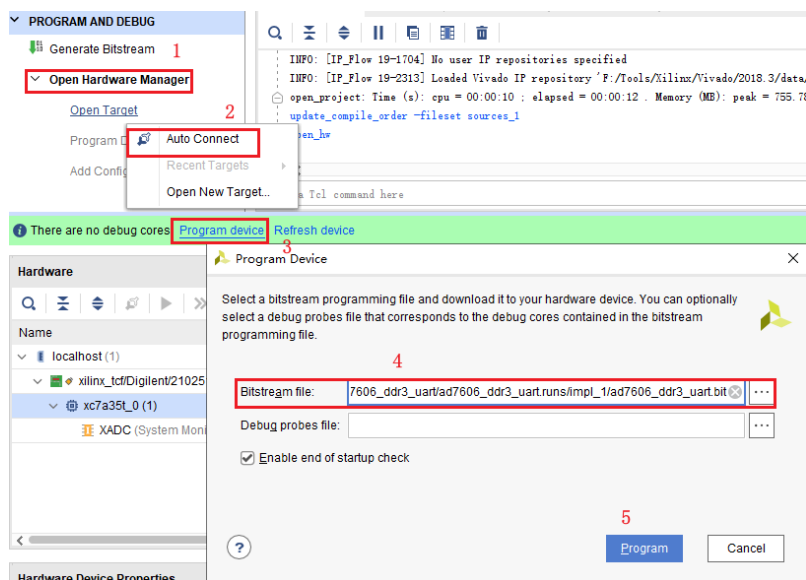 PROGRAM AND DEBUG
Generate Bitstream 1
Open Hardware Manager
Open Target 2
Auto Connect
Program D
Recent Targets
Add Config
Open New Target...
INFO: [IP_Flow 19-1704] No user IP repositories specified
INFO: [IP_Flow 19-2313] Loaded Vivado IP repository 'F:/Tools/Xilinx/Vivado/2018.3/data/
open_project: Time (s): cpu = 00:00:10 ; elapsed = 00:00:12 . Memory (MB): peak = 755.78
update_compile_order -fileset sources_1
pen_hw
a Tcl command here
There are no debug cores Program device Refresh device
3
Hardware
Name
localhost (1)
xilinx_tcf/Digilent/21025
xc7a35t_0 (1)
XADC (System Moni
Hardware Device Properties
Program Device
Select a bitstream programming file and download it to your hardware device. You can optionally
select a debug probes file that corresponds to the debug cores contained in the bitstream
programming file.
4
Bitstream file: 7606_ddr3_uart/ad7606_ddr3_uart.runs/impl_1/ad7606_ddr3_uart.bit ...
Debug probes file: ...
Enable end of startup check
5
? Program Cancel